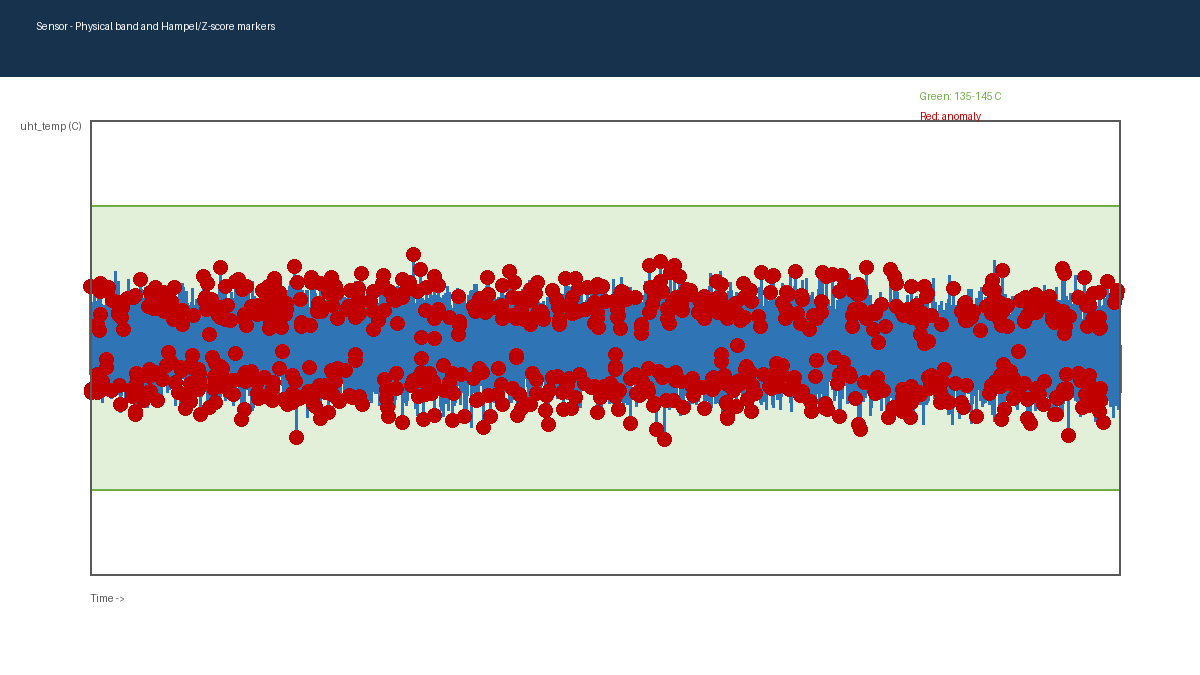 Sensor - Physical band and Hampel/Z-score markers
Green: 135-145 C
Red: anomaly
uht_temp (C)
Time ->